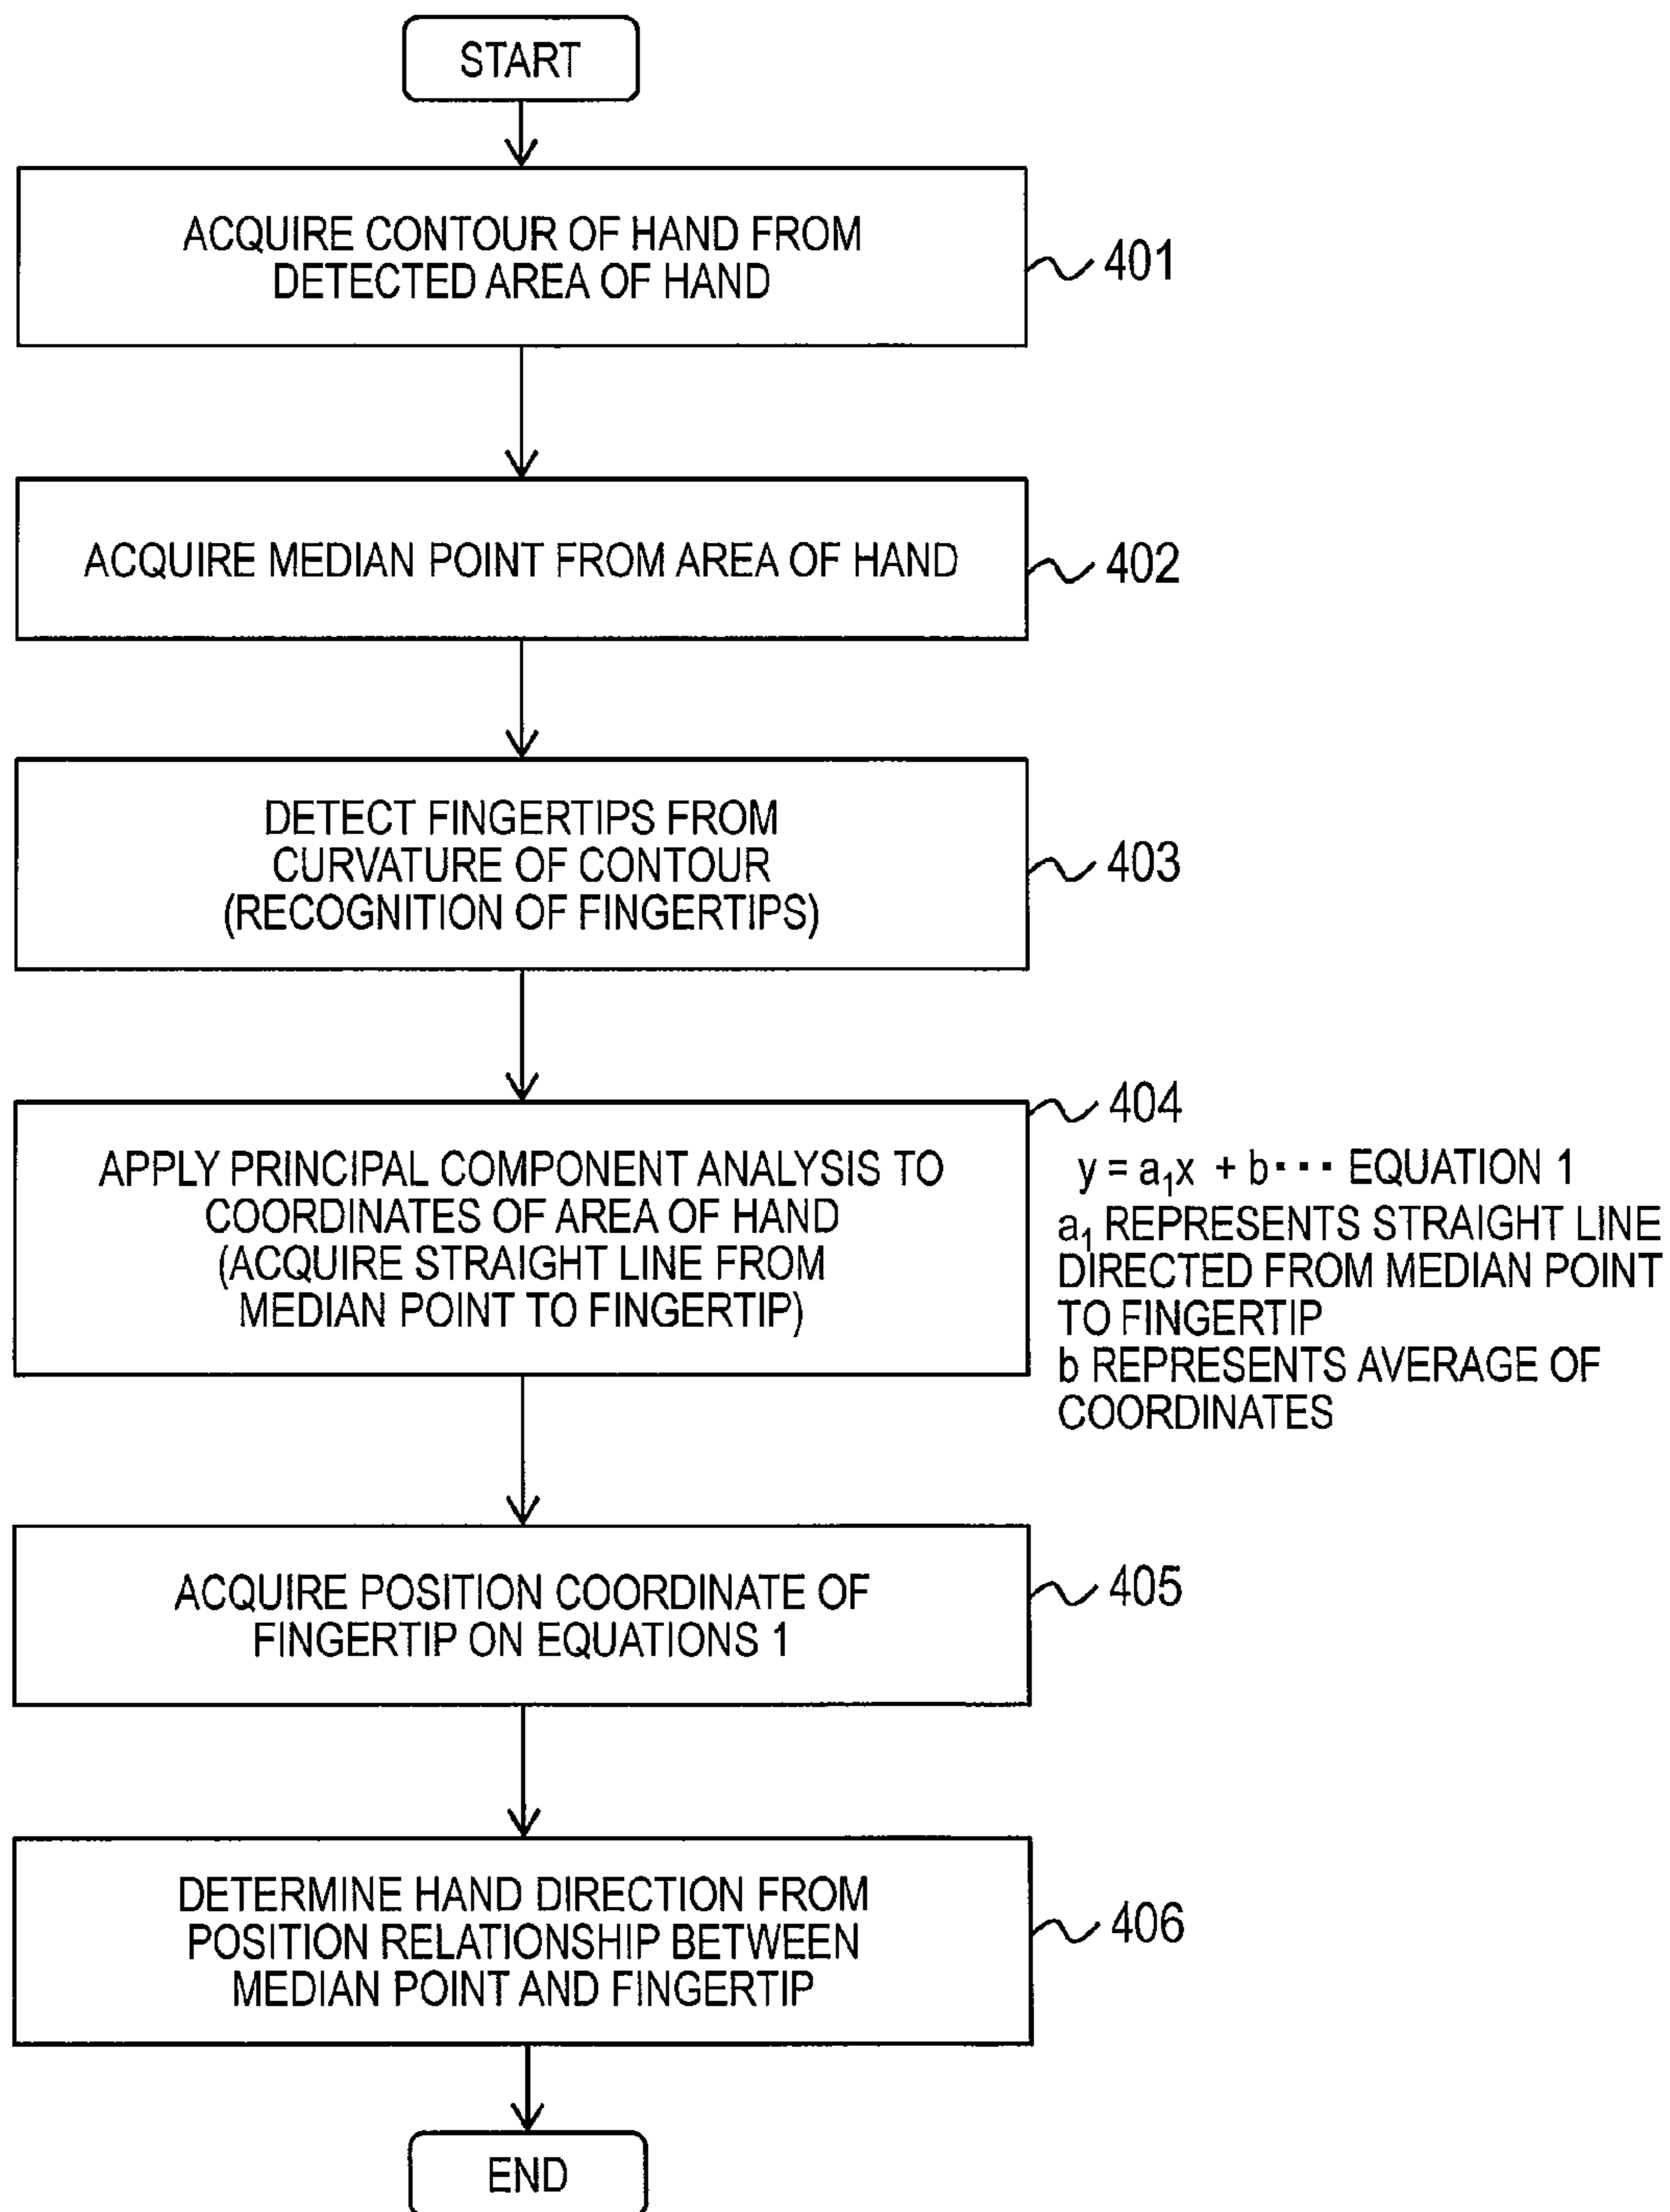 START
ACQUIRE CONTOUR OF HAND FROM
DETECTED AREA OF HAND
401
ACQUIRE MEDIAN POINT FROM AREA OF HAND
402
DETECT FINGERTIPS FROM
CURVATURE OF CONTOUR
(RECOGNITION OF FINGERTIPS)
403
APPLY PRINCIPAL COMPONENT ANALYSIS TO
COORDINATES OF AREA OF HAND
(ACQUIRE STRAIGHT LINE FROM
MEDIAN POINT TO FINGERTIP)
404
y = a₁x + b··· EQUATION 1
a₁ REPRESENTS STRAIGHT LINE
DIRECTED FROM MEDIAN POINT
TO FINGERTIP
b REPRESENTS AVERAGE OF
COORDINATES
ACQUIRE POSITION COORDINATE OF
FINGERTIP ON EQUATIONS 1
405
DETERMINE HAND DIRECTION FROM
POSITION RELATIONSHIP BETWEEN
MEDIAN POINT AND FINGERTIP
406
END